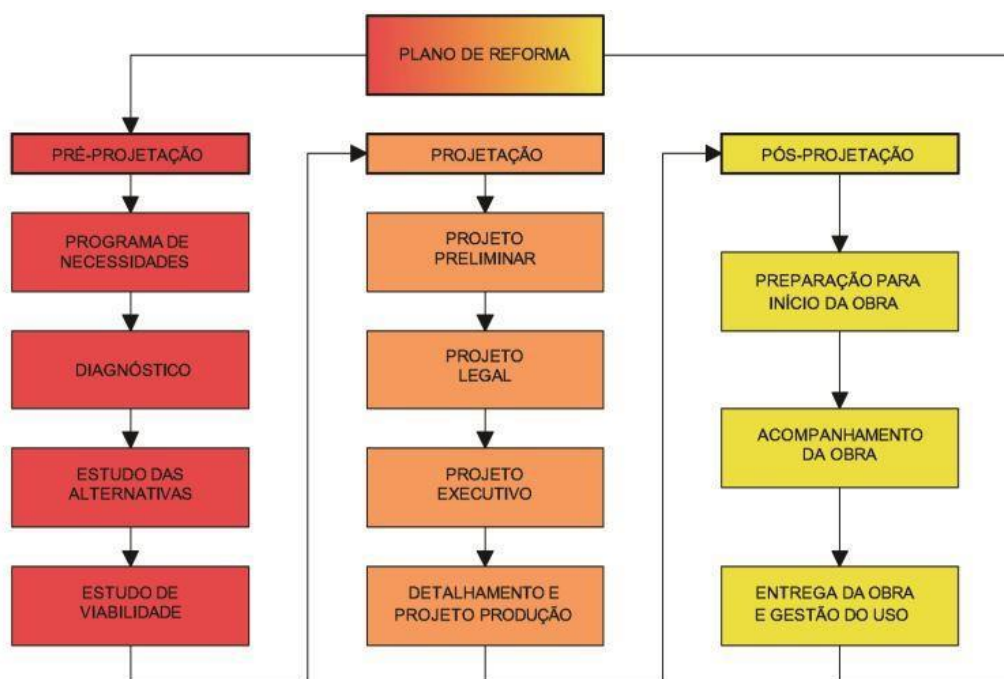 PLANO DE REFORMA
PRÉ-PROJETAÇÃO
PROGRAMA DE
NECESSIDADES
DIAGNÓSTICO
ESTUDO DAS
ALTERNATIVAS
ESTUDO DE
VIABILIDADE
PROJETAÇÃO
PROJETO
PRELIMINAR
PROJETO
LEGAL
PROJETO
EXECUTIVO
DETALHAMENTO E
PROJETO PRODUÇÃO
PÓS-PROJETAÇÃO
PREPARAÇÃO PARA
INÍCIO DA OBRA
ACOMPANHAMENTO
DA OBRA
ENTREGA DA OBRA
E GESTÃO DO USO